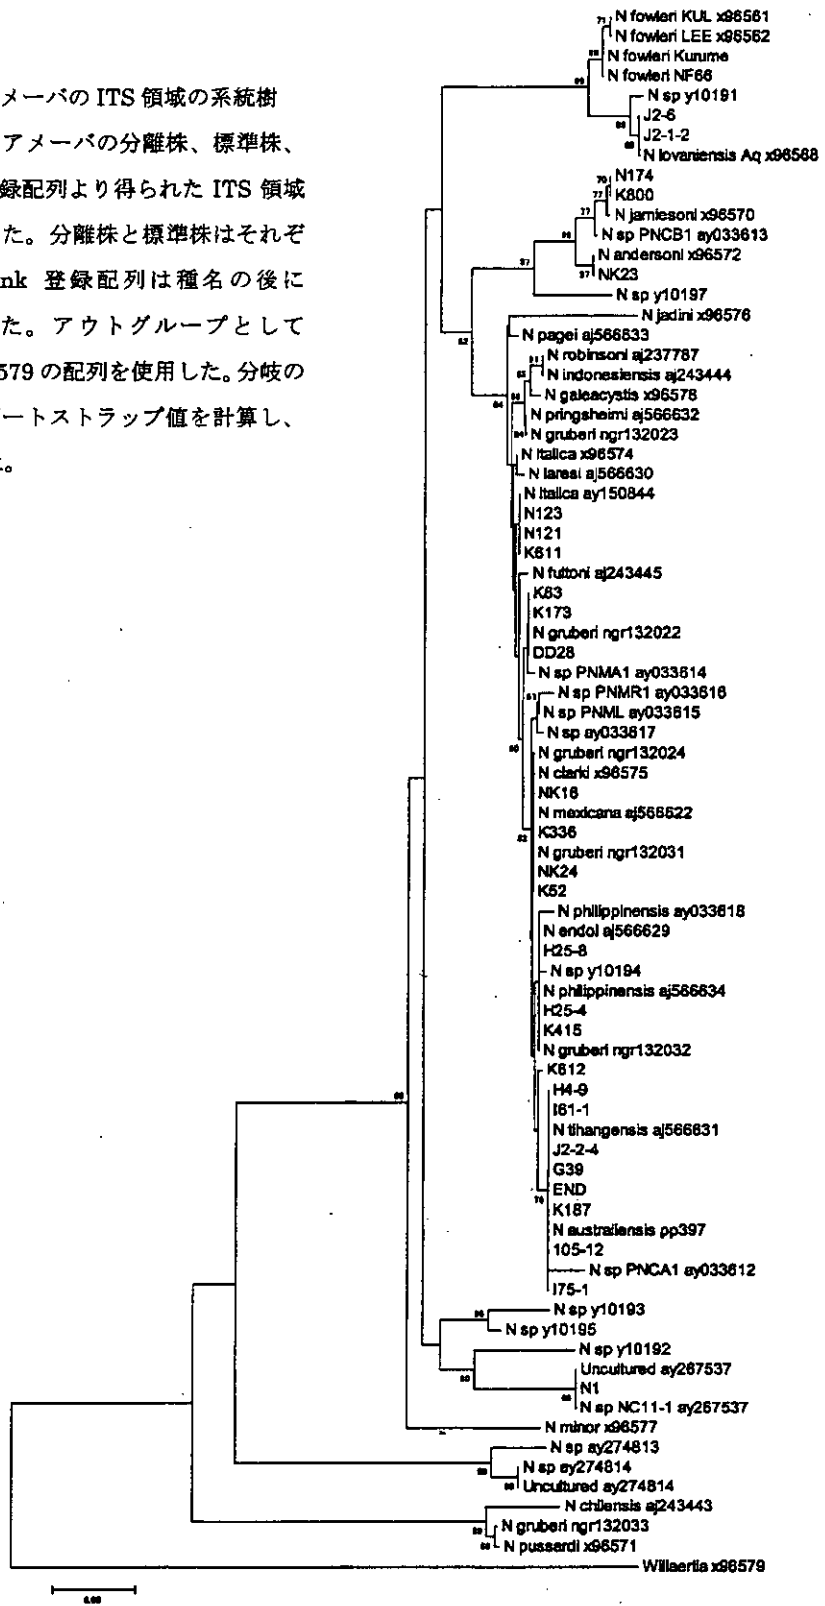 メーバの ITS 領域の系統樹
アメーバの分離株、標準株、
録配列より得られた ITS 領域
た。分離株と標準株はそれぞ
nk 登録配列は種名の後に
た。アウトグループとして
579 の配列を使用した。分岐の
ートストラップ値を計算し、
N fowleri KUL x96561
N fowleri LEE x96562
N fowleri Kurume
N fowleri NF66
N sp y10191
J2-6
J2-1-2
N lovaniensis Aq x96568
N174
K800
N jamiesoni x96570
N sp PNCB1 ay033613
N andersoni x96572
NK23
N sp y10197
N jadini x96576
N pagei aj566633
N robinsoni aj237787
N indonesiensis aj243444
N galeacystis x96578
N pringsheimi aj566632
N gruberi ngr132023
N italica x96574
N laresi aj566630
N italica ay150844
N123
N121
K611
N fultoni aj243445
K83
K173
N gruberi ngr132022
DD28
N sp PNMA1 ay033614
N sp PNMR1 ay033616
N sp PNML ay033615
N sp ay033617
N gruberi ngr132024
N clarki x96575
NK16
N mexicana aj566622
K336
N gruberi ngr132031
NK24
K52
N philippinensis ay033618
N endoi aj566629
H25-8
N sp y10194
N philippinensis aj566634
H25-4
K415
N gruberi ngr132032
K612
H4-9
I61-1
N tihangensis aj566631
J2-2-4
G39
END
K187
N australiensis pp397
105-12
N sp PNCA1 ay033612
I75-1
N sp y10193
N sp y10195
N sp y10192
Uncultured ay267537
N1
N sp NC11-1 ay267537
N minor x96577
N sp ay274813
N sp ay274814
Uncultured ay274814
N chilensis aj243443
N gruberi ngr132033
N pussardi x96571
Willaertia x96579